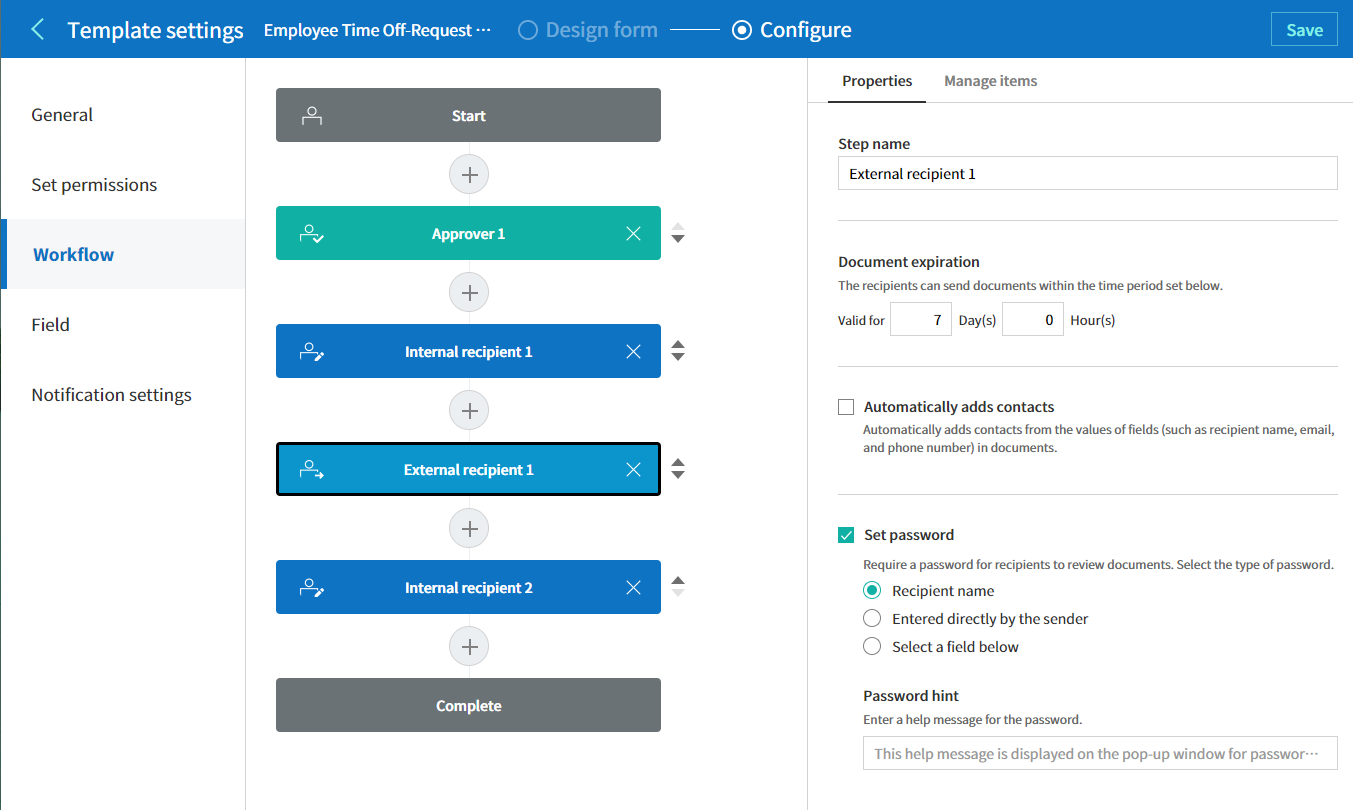 Template settings
Employee Time Off-Request ···
Design form
Configure
Save
General
Set permissions
Workflow
Field
Notification settings
Start
Approver 1
Internal recipient 1
External recipient 1
Internal recipient 2
Complete
Properties
Manage items
Step name
External recipient 1
Document expiration
The recipients can send documents within the time period set below.
Valid for 7 Day(s) 0 Hour(s)
Automatically adds contacts
Automatically adds contacts from the values of fields (such as recipient name, email,
and phone number) in documents.
Set password
Require a password for recipients to review documents. Select the type of password.
Recipient name
Entered directly by the sender
Select a field below
Password hint
Enter a help message for the password.
This help message is displayed on the pop-up window for passwor···